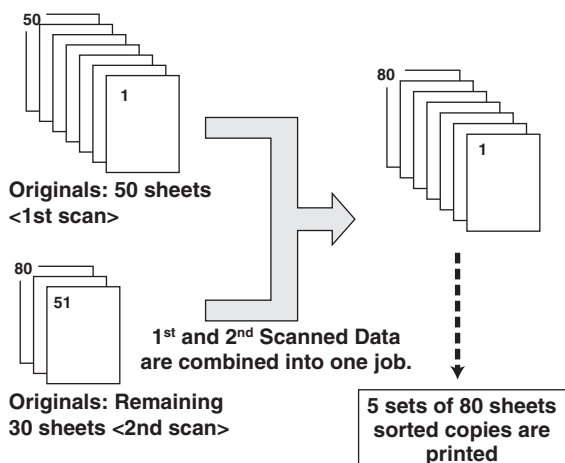 50
1
Originals: 50 sheets
<1st scan>
80
51
Originals: Remaining
30 sheets <2nd scan>
1st and 2nd Scanned Data
are combined into one job.
80
1
5 sets of 80 sheets
sorted copies are
printed